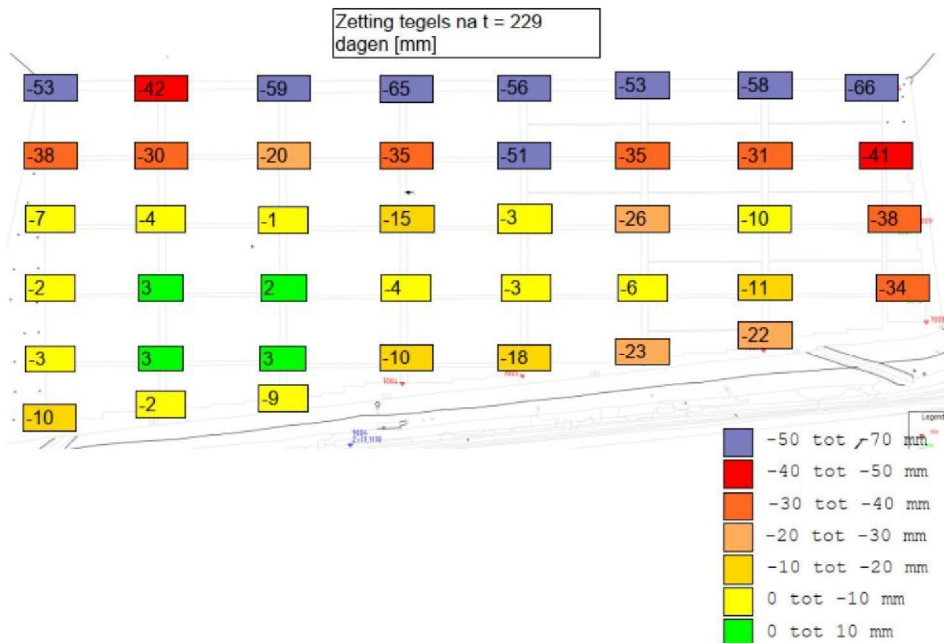 Zetting tegels na t = 229
dagen [mm]
-53 -42 -59 -65 -56 -53 -58 -66
-38 -30 -20 -35 -51 -35 -31 -41
-7 -4 -1 -15 -3 -26 -10 -38
-2 3 2 -4 -3 -6 -11 -34
-3 3 3 -10 -18 -23 -22
-10 -2 -9
Legend
-50 tot -70 mm
-40 tot -50 mm
-30 tot -40 mm
-20 tot -30 mm
-10 tot -20 mm
0 tot -10 mm
0 tot 10 mm